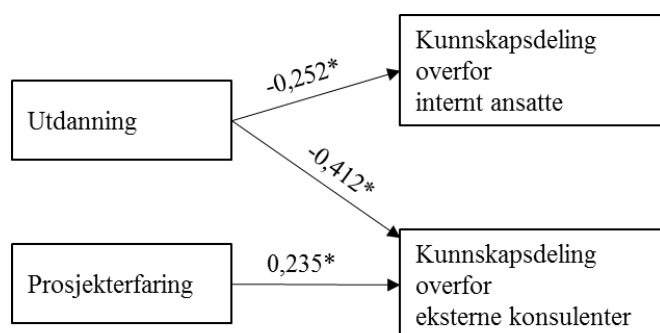 Utdanning
-0,252*
Kunnskapsdeling
overfor
internt ansatte
-0,412*
Prosjekterfaring
0,235*
Kunnskapsdeling
overfor
eksterne konsulenter